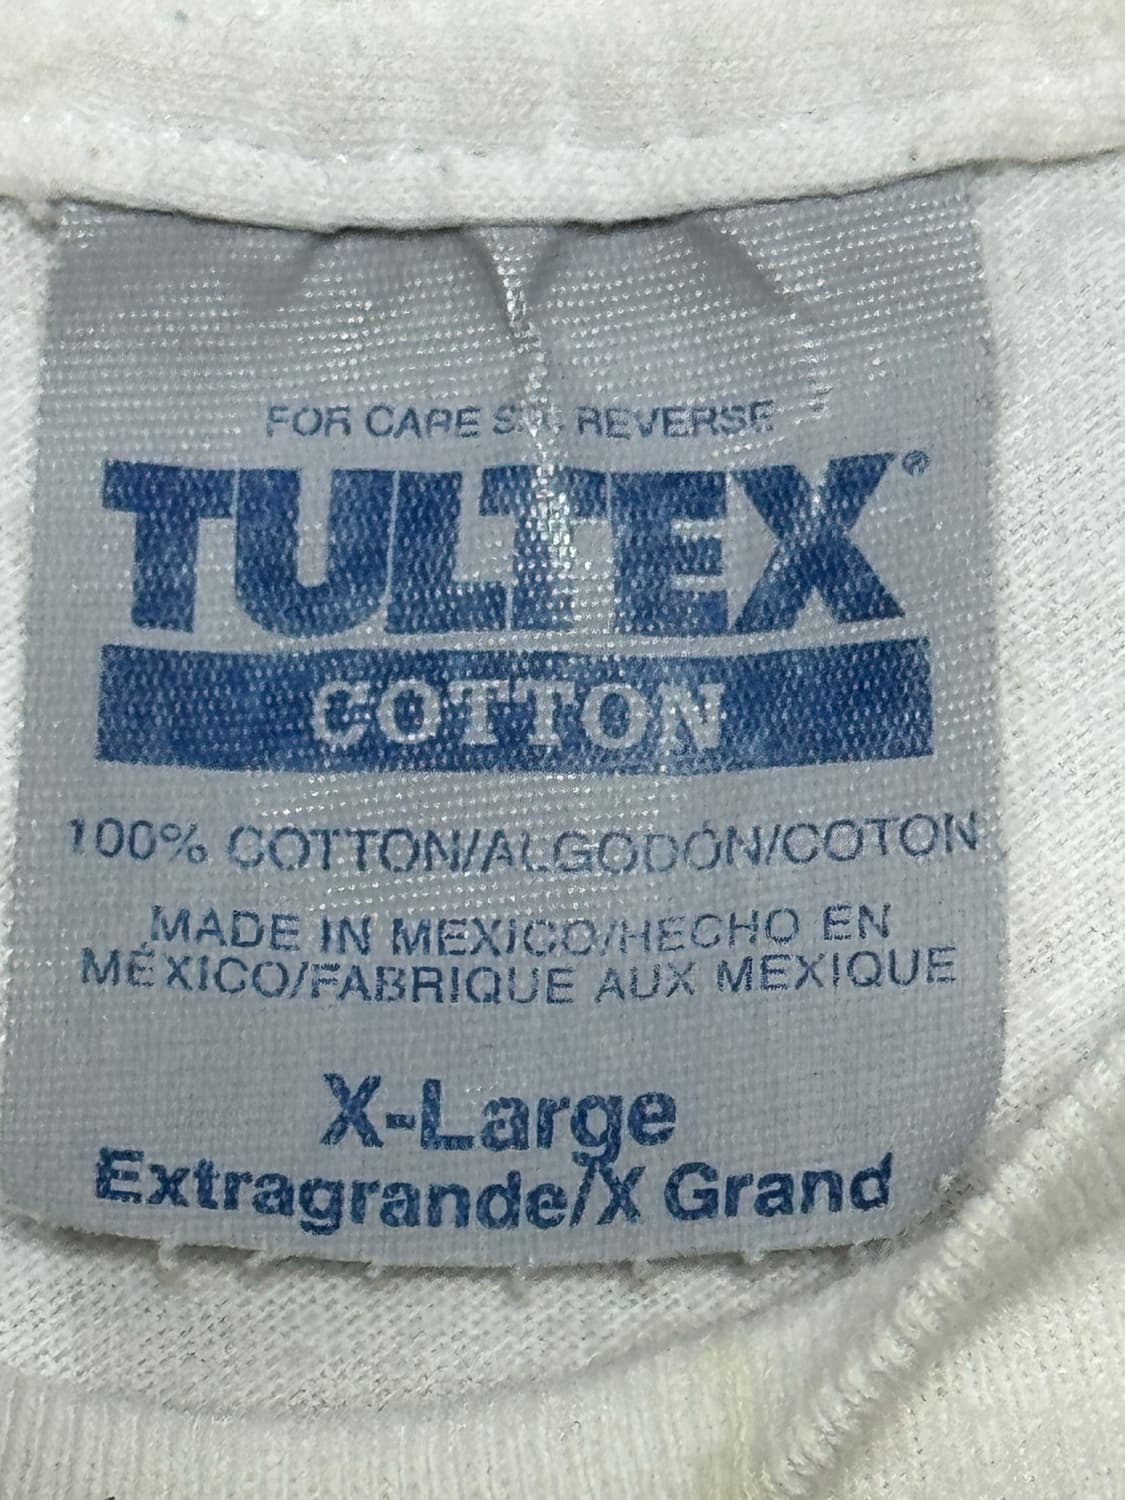 FOR CARE SEE REVERSE
TULTEX®
COTTON
100% COTTON/ALGODÓN/COTON
MADE IN MEXICO/HECHO EN
MÉXICO/FABRIQUE AUX MEXIQUE
X-Large
Extragrande/X Grand